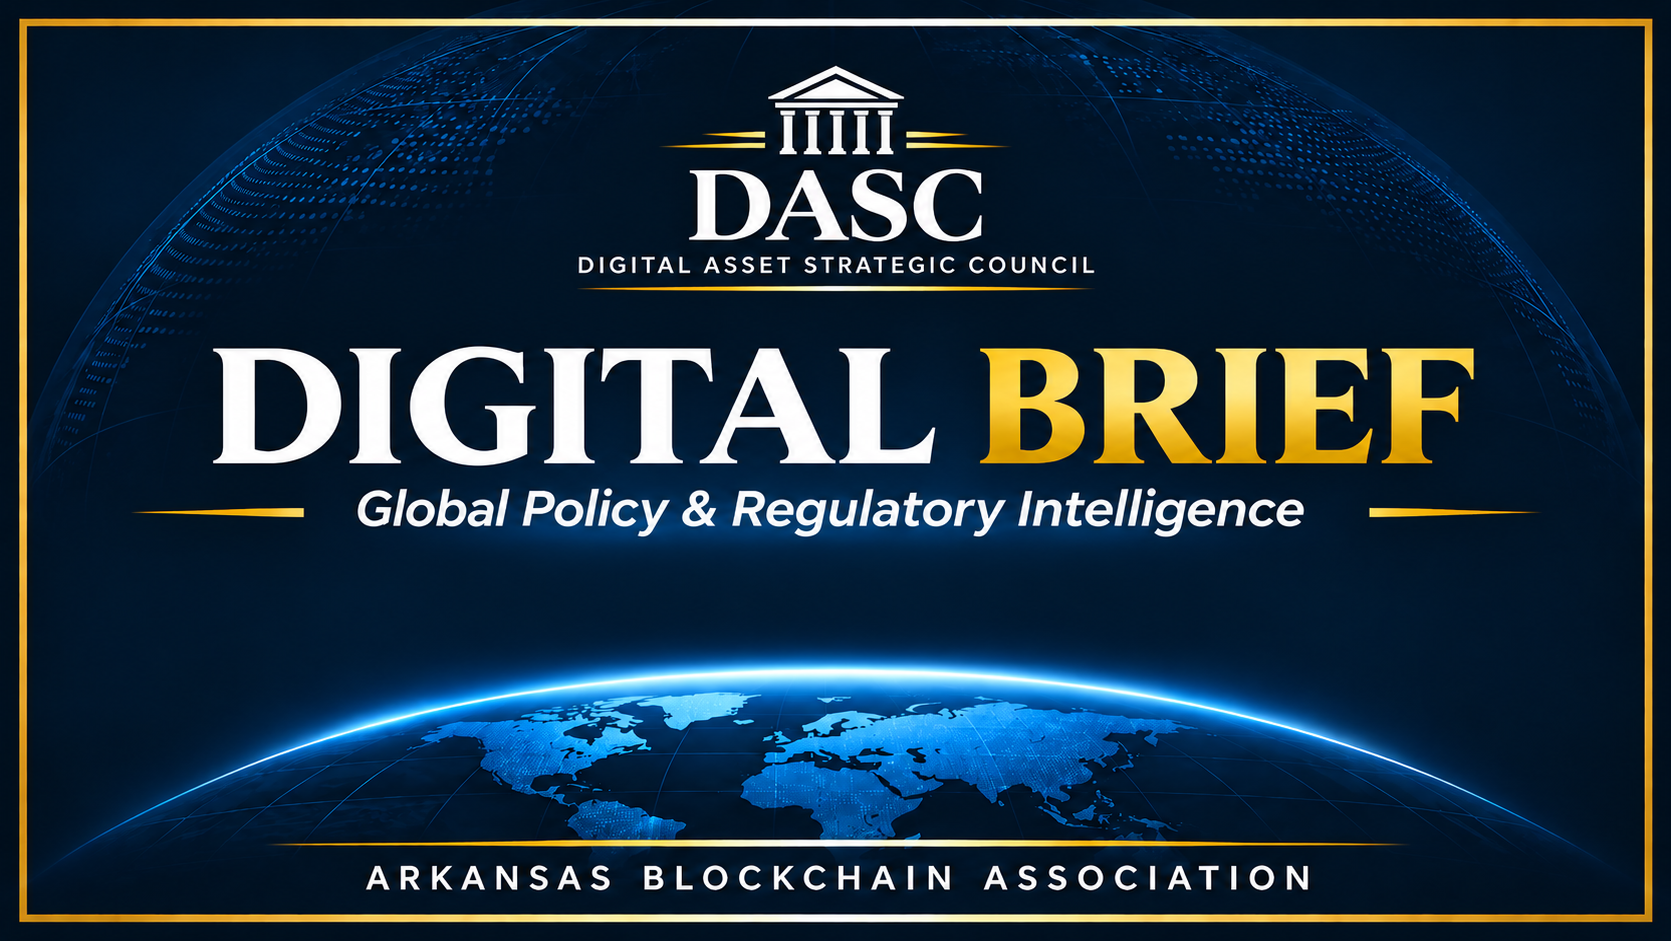 DASC
DIGITAL ASSET STRATEGIC COUNCIL
DIGITAL BRIEF
Global Policy & Regulatory Intelligence
ARKANSAS BLOCKCHAIN ASSOCIATION